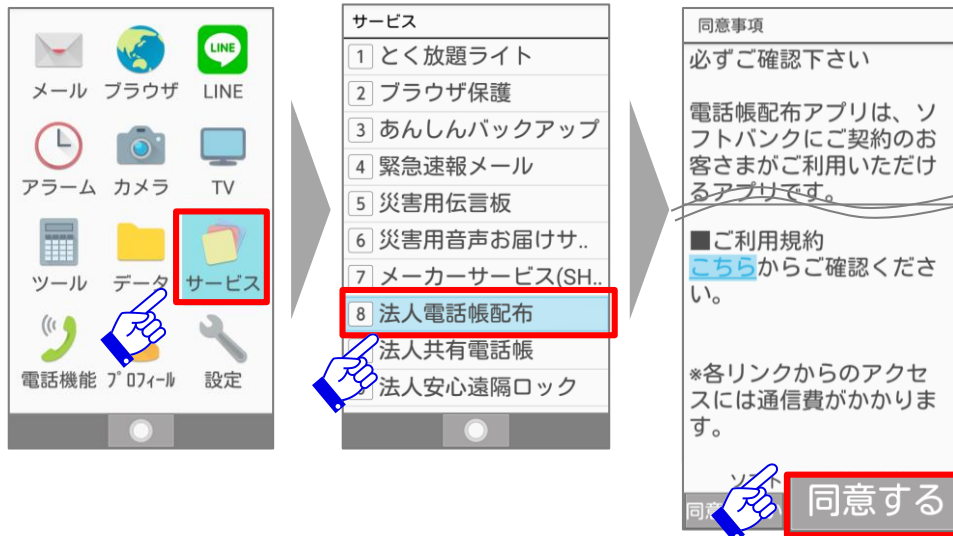 メール ブラウザ LINE
LINE
アラーム カメラ TV
ツール データ サービス
電話機能 プロフィール 設定
サービス
1 とく放題ライト
2 ブラウザ保護
3 あんしんバックアップ
4 緊急速報メール
5 災害用伝言板
6 災害用音声お届けサ..
7 メーカーサービス(SH..
8 法人電話帳配布
法人共有電話帳
法人安心遠隔ロック
同意事項
必ずご確認下さい
電話帳配布アプリは、ソ
フトバンクにご契約のお
客さまがご利用いただけ
るアプリです。
■ご利用規約
こちらからご確認くださ
い。
*各リンクからのアクセ
スには通信費がかかりま
す。
同意する